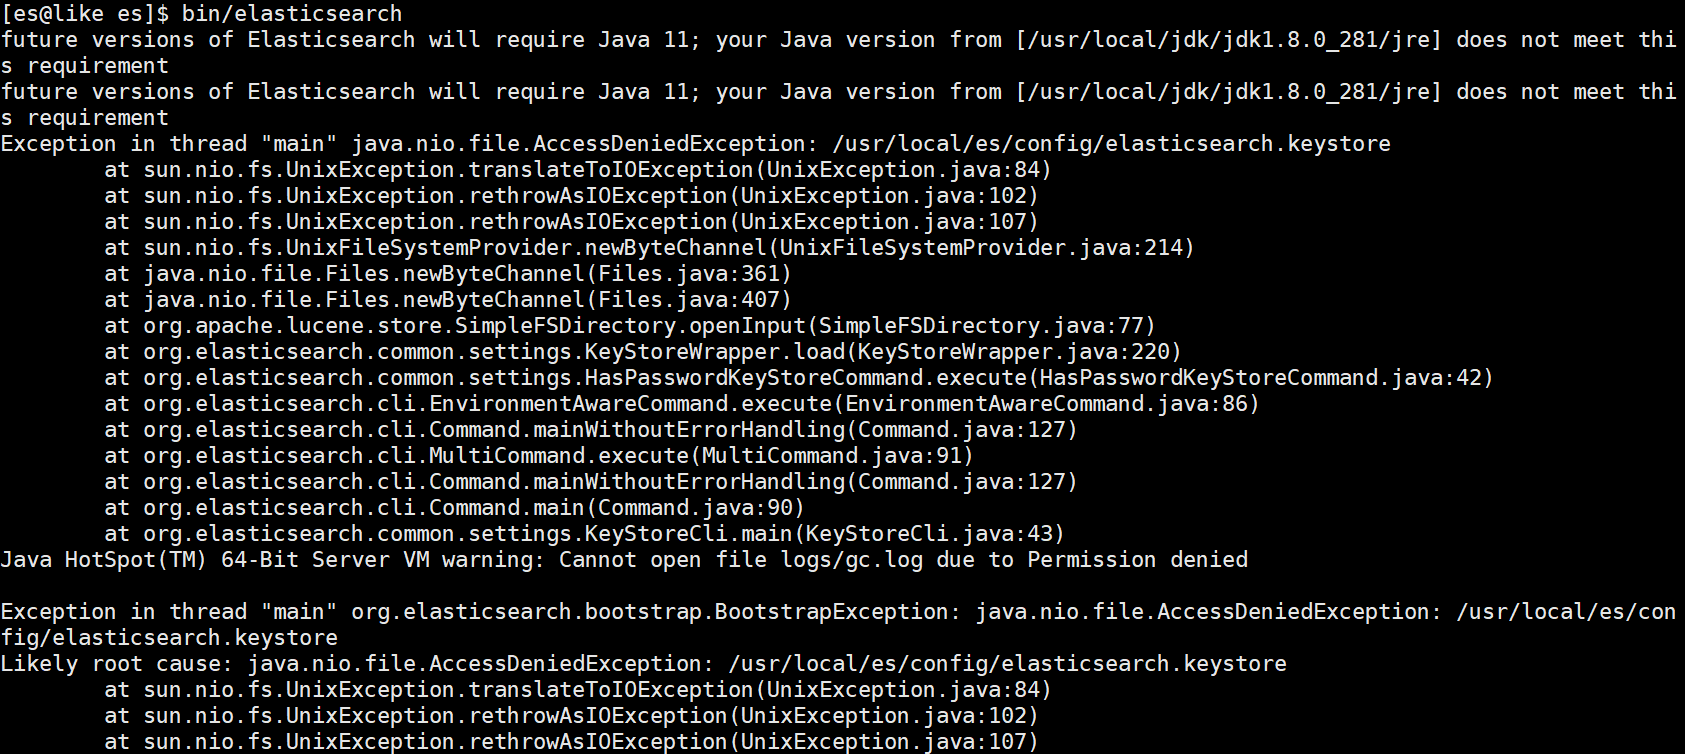 [es@like es]$ bin/elasticsearch
future versions of Elasticsearch will require Java 11; your Java version from [/usr/local/jdk/jdk1.8.0_281/jre] does not meet thi
s requirement
future versions of Elasticsearch will require Java 11; your Java version from [/usr/local/jdk/jdk1.8.0_281/jre] does not meet thi
s requirement
Exception in thread "main" java.nio.file.AccessDeniedException: /usr/local/es/config/elasticsearch.keystore
        at sun.nio.fs.UnixException.translateToIOException(UnixException.java:84)
        at sun.nio.fs.UnixException.rethrowAsIOException(UnixException.java:102)
        at sun.nio.fs.UnixException.rethrowAsIOException(UnixException.java:107)
        at sun.nio.fs.UnixFileSystemProvider.newByteChannel(UnixFileSystemProvider.java:214)
        at java.nio.file.Files.newByteChannel(Files.java:361)
        at java.nio.file.Files.newByteChannel(Files.java:407)
        at org.apache.lucene.store.SimpleFSDirectory.openInput(SimpleFSDirectory.java:77)
        at org.elasticsearch.common.settings.KeyStoreWrapper.load(KeyStoreWrapper.java:220)
        at org.elasticsearch.common.settings.HasPasswordKeyStoreCommand.execute(HasPasswordKeyStoreCommand.java:42)
        at org.elasticsearch.cli.EnvironmentAwareCommand.execute(EnvironmentAwareCommand.java:86)
        at org.elasticsearch.cli.Command.mainWithoutErrorHandling(Command.java:127)
        at org.elasticsearch.cli.MultiCommand.execute(MultiCommand.java:91)
        at org.elasticsearch.cli.Command.mainWithoutErrorHandling(Command.java:127)
        at org.elasticsearch.cli.Command.main(Command.java:90)
        at org.elasticsearch.common.settings.KeyStoreCli.main(KeyStoreCli.java:43)
Java HotSpot(TM) 64-Bit Server VM warning: Cannot open file logs/gc.log due to Permission denied

Exception in thread "main" org.elasticsearch.bootstrap.BootstrapException: java.nio.file.AccessDeniedException: /usr/local/es/con
fig/elasticsearch.keystore
Likely root cause: java.nio.file.AccessDeniedException: /usr/local/es/config/elasticsearch.keystore
        at sun.nio.fs.UnixException.translateToIOException(UnixException.java:84)
        at sun.nio.fs.UnixException.rethrowAsIOException(UnixException.java:102)
        at sun.nio.fs.UnixException.rethrowAsIOException(UnixException.java:107)